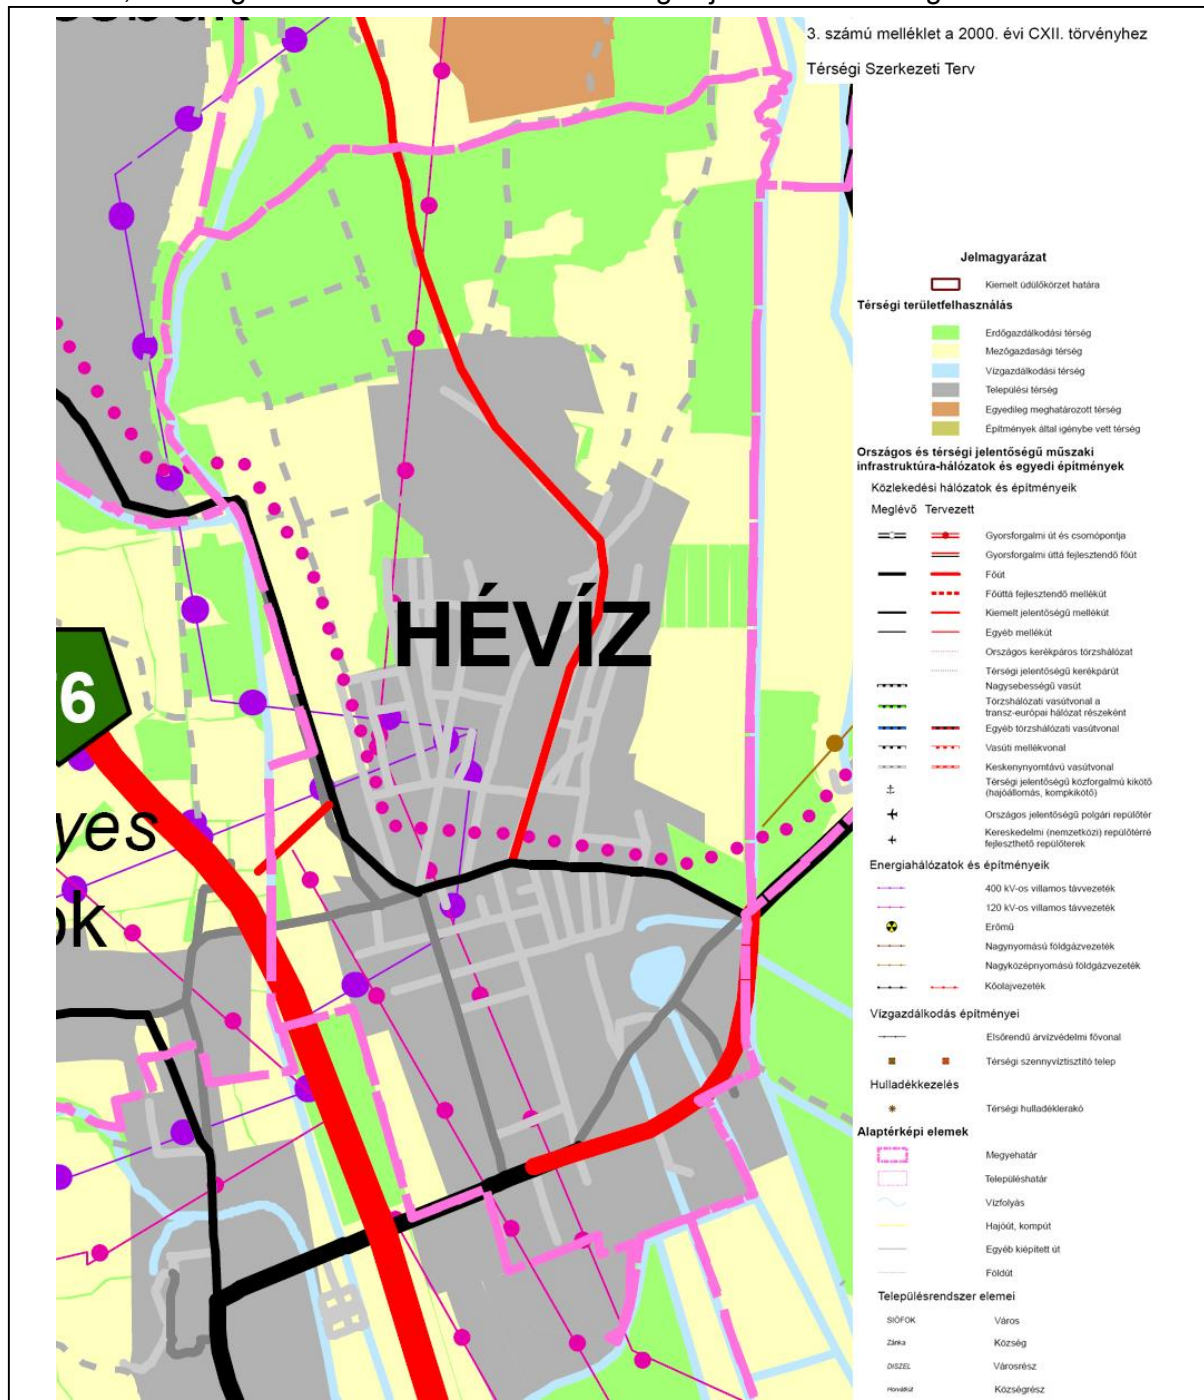 3. számú melléklet a 2000. évi CXII. törvényhez
Térségi Szerkezeti Terv
HÉVÍZ
6
yes
ok
Jelmagyarázat
Kiemelt üdülőkörzet határa
Térségi területfelhasználás
Erdőgazdálkodási térség
Mezőgazdasági térség
Vízgazdálkodási térség
Települési térség
Egyedileg meghatározott térség
Építmények által igénybe vett térség
Országos és térségi jelentőségű műszaki
infrastruktúra-hálózatok és egyedi építmények
Közlekedési hálózatok és építményeik
Meglévő Tervezett
Gyorsforgalmi út és csomópontja
Gyorsforgalmi úttá fejlesztendő főút
Főút
Főúttá fejlesztendő mellékút
Kiemelt jelentőségű mellékút
Egyéb mellékút
Országos kerékpáros törzshálózat
Térségi jelentőségű kerékpárút
Nagysebességű vasút
Törzshálózati vasútvonal a
transz-európai hálózat részeként
Egyéb törzshálózati vasútvonal
Vasúti mellékvonal
Keskenynyomtávú vasútvonal
Térségi jelentőségű közforgalmú kikötő
(hajóállomás, kompkikötő)
Országos jelentőségű polgári repülőtér
Kereskedelmi (nemzetközi) repülőtérré
fejleszthető repülőterek
Energiahálózatok és építményeik
400 kV-os villamos távvezeték
120 kV-os villamos távvezeték
Erőmű
Nagynyomású földgázvezeték
Nagyközépnyomású földgázvezeték
Kőolajvezeték
Vízgazdálkodás építményei
Elsőrendű árvízvédelmi fővonal
Térségi szennyvíztisztító telep
Hulladékkezelés
Térségi hulladéklerakó
Alaptérképi elemek
Megyehatár
Településhatár
Vízfolyás
Hajóút, kompút
Egyéb kiépített út
Földút
Településrendszer elemei
SIÓFOK Város
Zánka Község
DISZEL Városrész
Horváthkút Községrész